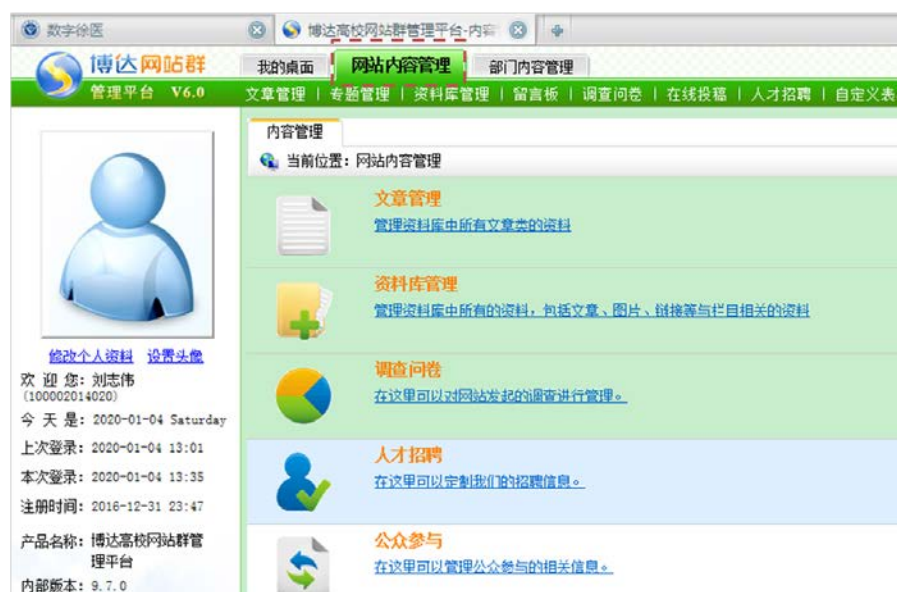 数字徐医
博达高校网站群管理平台-内容
博达网站群
管理平台 V6.0
我的桌面 网站内容管理 部门内容管理
文章管理 | 专题管理 | 资料库管理 | 留言板 | 调查问卷 | 在线投稿 | 人才招聘 | 自定义表
内容管理
当前位置：网站内容管理
文章管理
管理资料库中所有文章类的资料
资料库管理
管理资料库中所有的资料，包括文章、图片、链接等与栏目相关的资料
调查问卷
在这里可以对网站发起的调查进行管理。
人才招聘
在这里可以定制我们的招聘信息。
公众参与
在这里可以管理公众参与的相关信息。
修改个人资料 设置头像
欢 迎 您：刘志伟
(100002014020)
今 天 是：2020-01-04 Saturday
上次登录：2020-01-04 13:01
本次登录：2020-01-04 13:35
注册时间：2016-12-31 23:47
产品名称：博达高校网站群管
理平台
内部版本：9.7.0